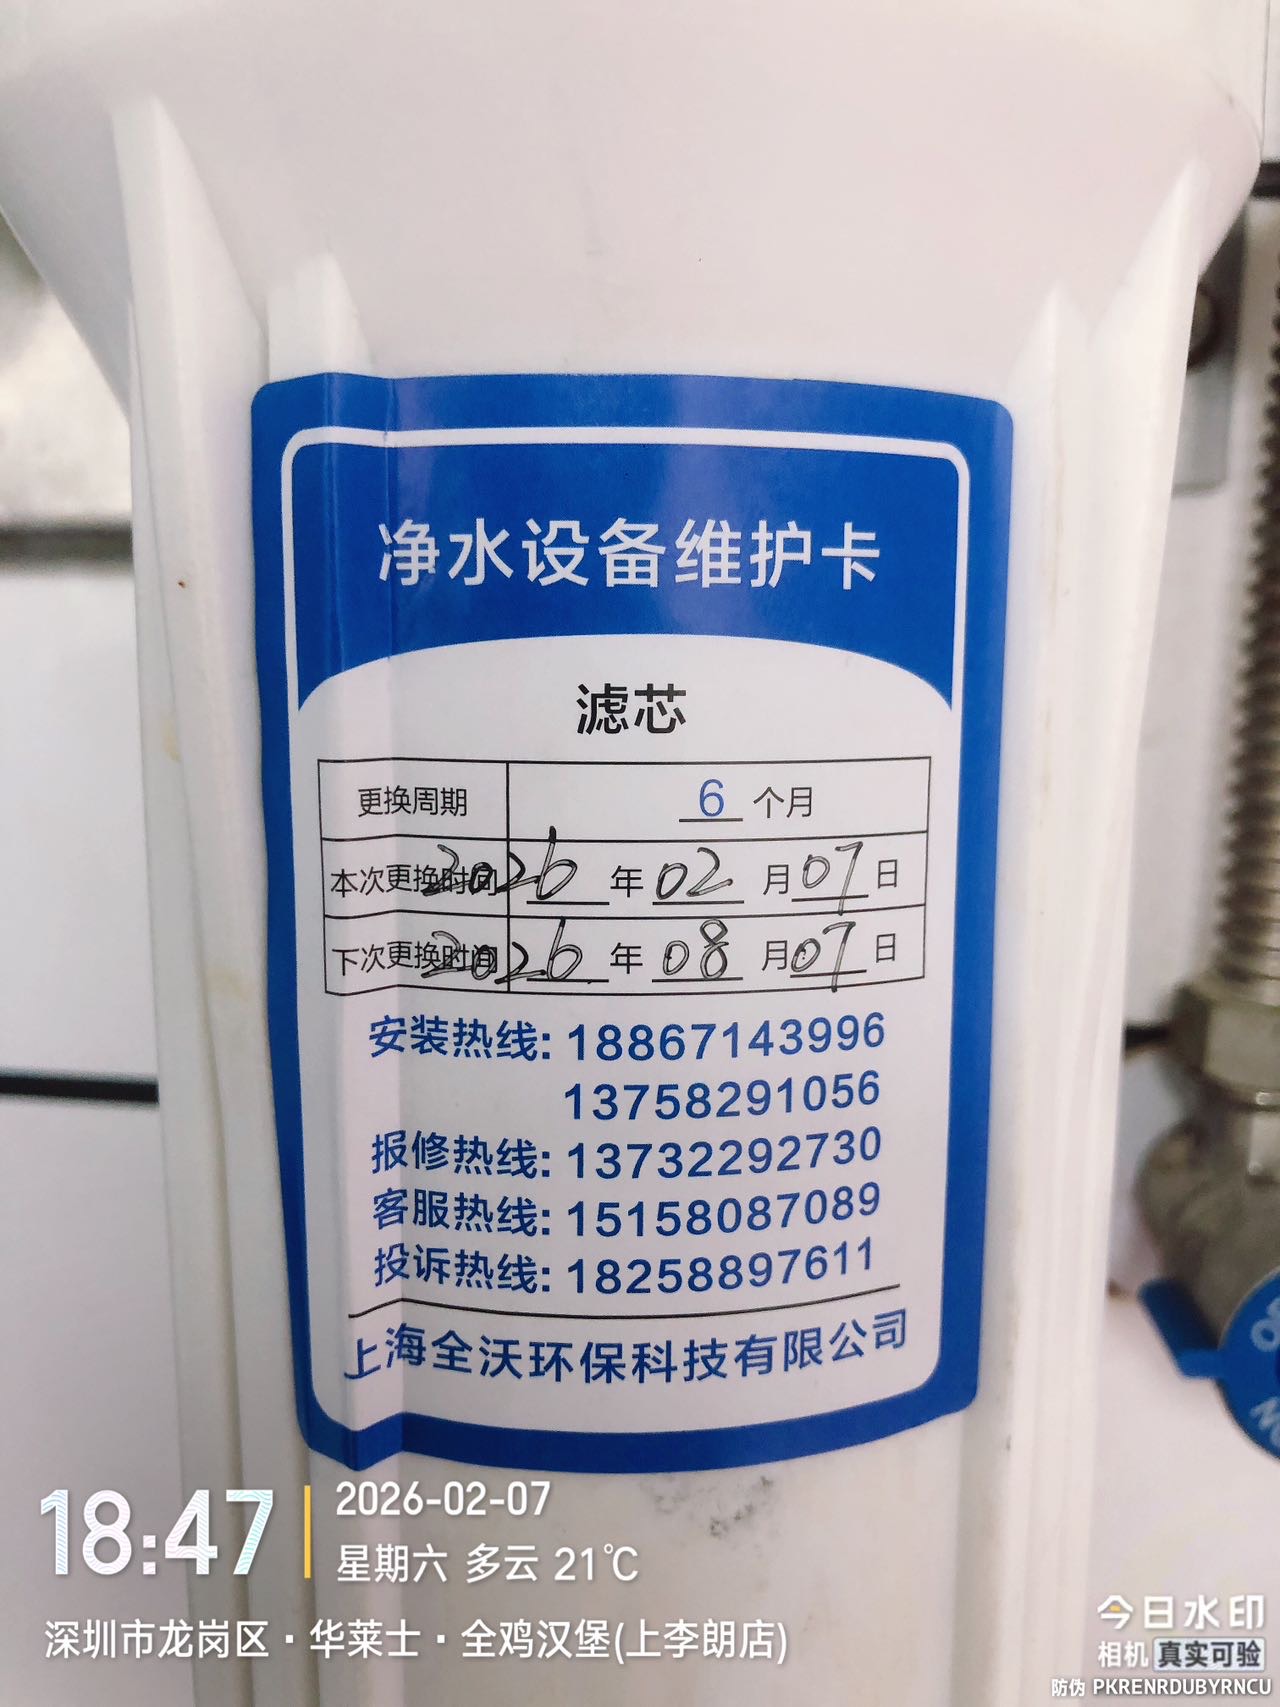 净水设备维护卡
滤芯
更换周期 6 个月
本次更换时间 2026 年 02 月 07 日
下次更换时间 2026 年 08 月 07 日
安装热线: 18867143996
13758291056
报修热线: 13732292730
客服热线: 15158087089
投诉热线: 18258897611
上海全沃环保科技有限公司
18:47
2026-02-07
星期六 多云 21℃
深圳市龙岗区·华莱士·全鸡汉堡(上李朗店)
今日水印
相机 真实可验
防伪 PKRENRDUBYRNCU